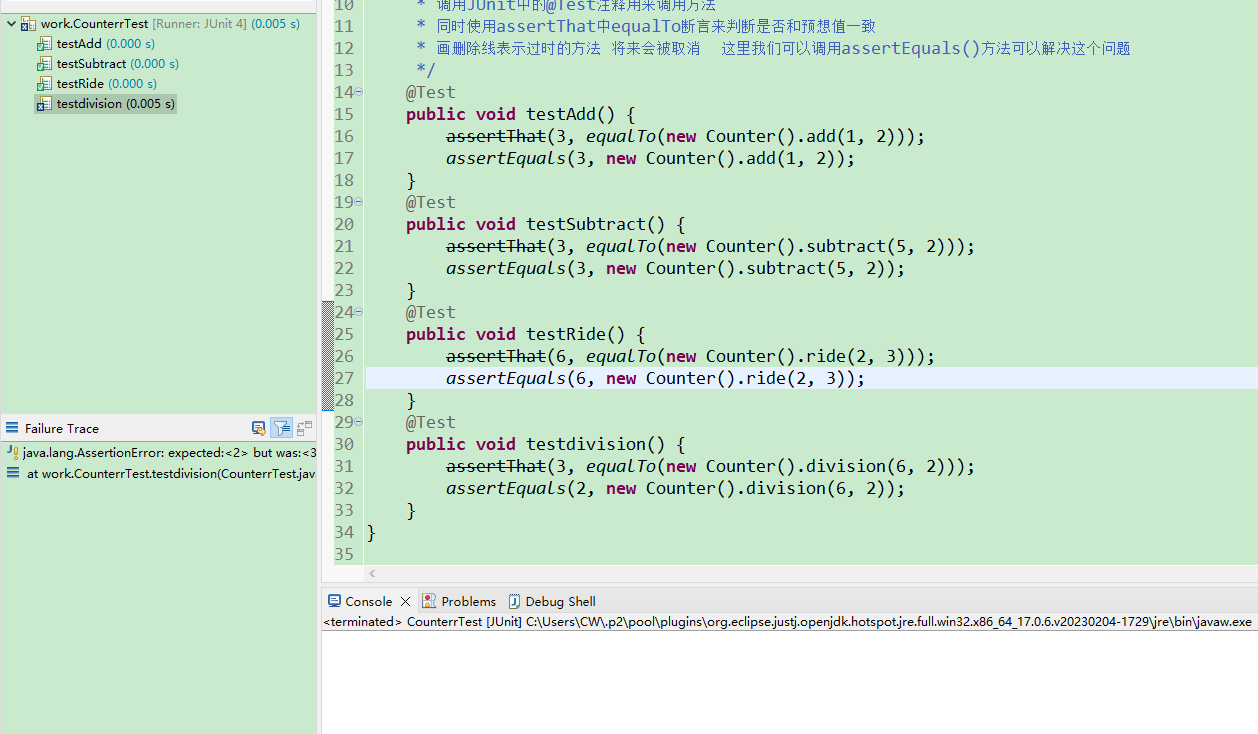 work.CounterrTest [Runner: JUnit 4] (0.005 s)
testAdd (0.000 s)
testSubtract (0.000 s)
testRide (0.000 s)
testdivision (0.005 s)
Failure Trace
java.lang.AssertionError: expected:<2> but was:<3
at work.CounterrTest.testdivision(CounterrTest.jav
10 * 调用JUnit中的@Test注释用来调用方法
11 * 同时使用assertThat中equalTo断言来判断是否和预想值一致
12 * 画删除线表示过时的方法 将来会被取消 这里我们可以调用assertEquals()方法可以解决这个问题
13 */
14 @Test
15 public void testAdd() {
16 assertThat(3, equalTo(new Counter().add(1, 2)));
17 assertEquals(3, new Counter().add(1, 2));
18 }
19 @Test
20 public void testSubtract() {
21 assertThat(3, equalTo(new Counter().subtract(5, 2)));
22 assertEquals(3, new Counter().subtract(5, 2));
23 }
24 @Test
25 public void testRide() {
26 assertThat(6, equalTo(new Counter().ride(2, 3)));
27 assertEquals(6, new Counter().ride(2, 3));
28 }
29 @Test
30 public void testdivision() {
31 assertThat(3, equalTo(new Counter().division(6, 2)));
32 assertEquals(2, new Counter().division(6, 2));
33 }
34 }
35
Console Problems Debug Shell
<terminated> CounterrTest [JUnit] C:\Users\CW\.p2\pool\plugins\org.eclipse.justj.openjdk.hotspot.jre.full.win32.x86_64_17.0.6.v20230204-1729\jre\bin\javaw.exe